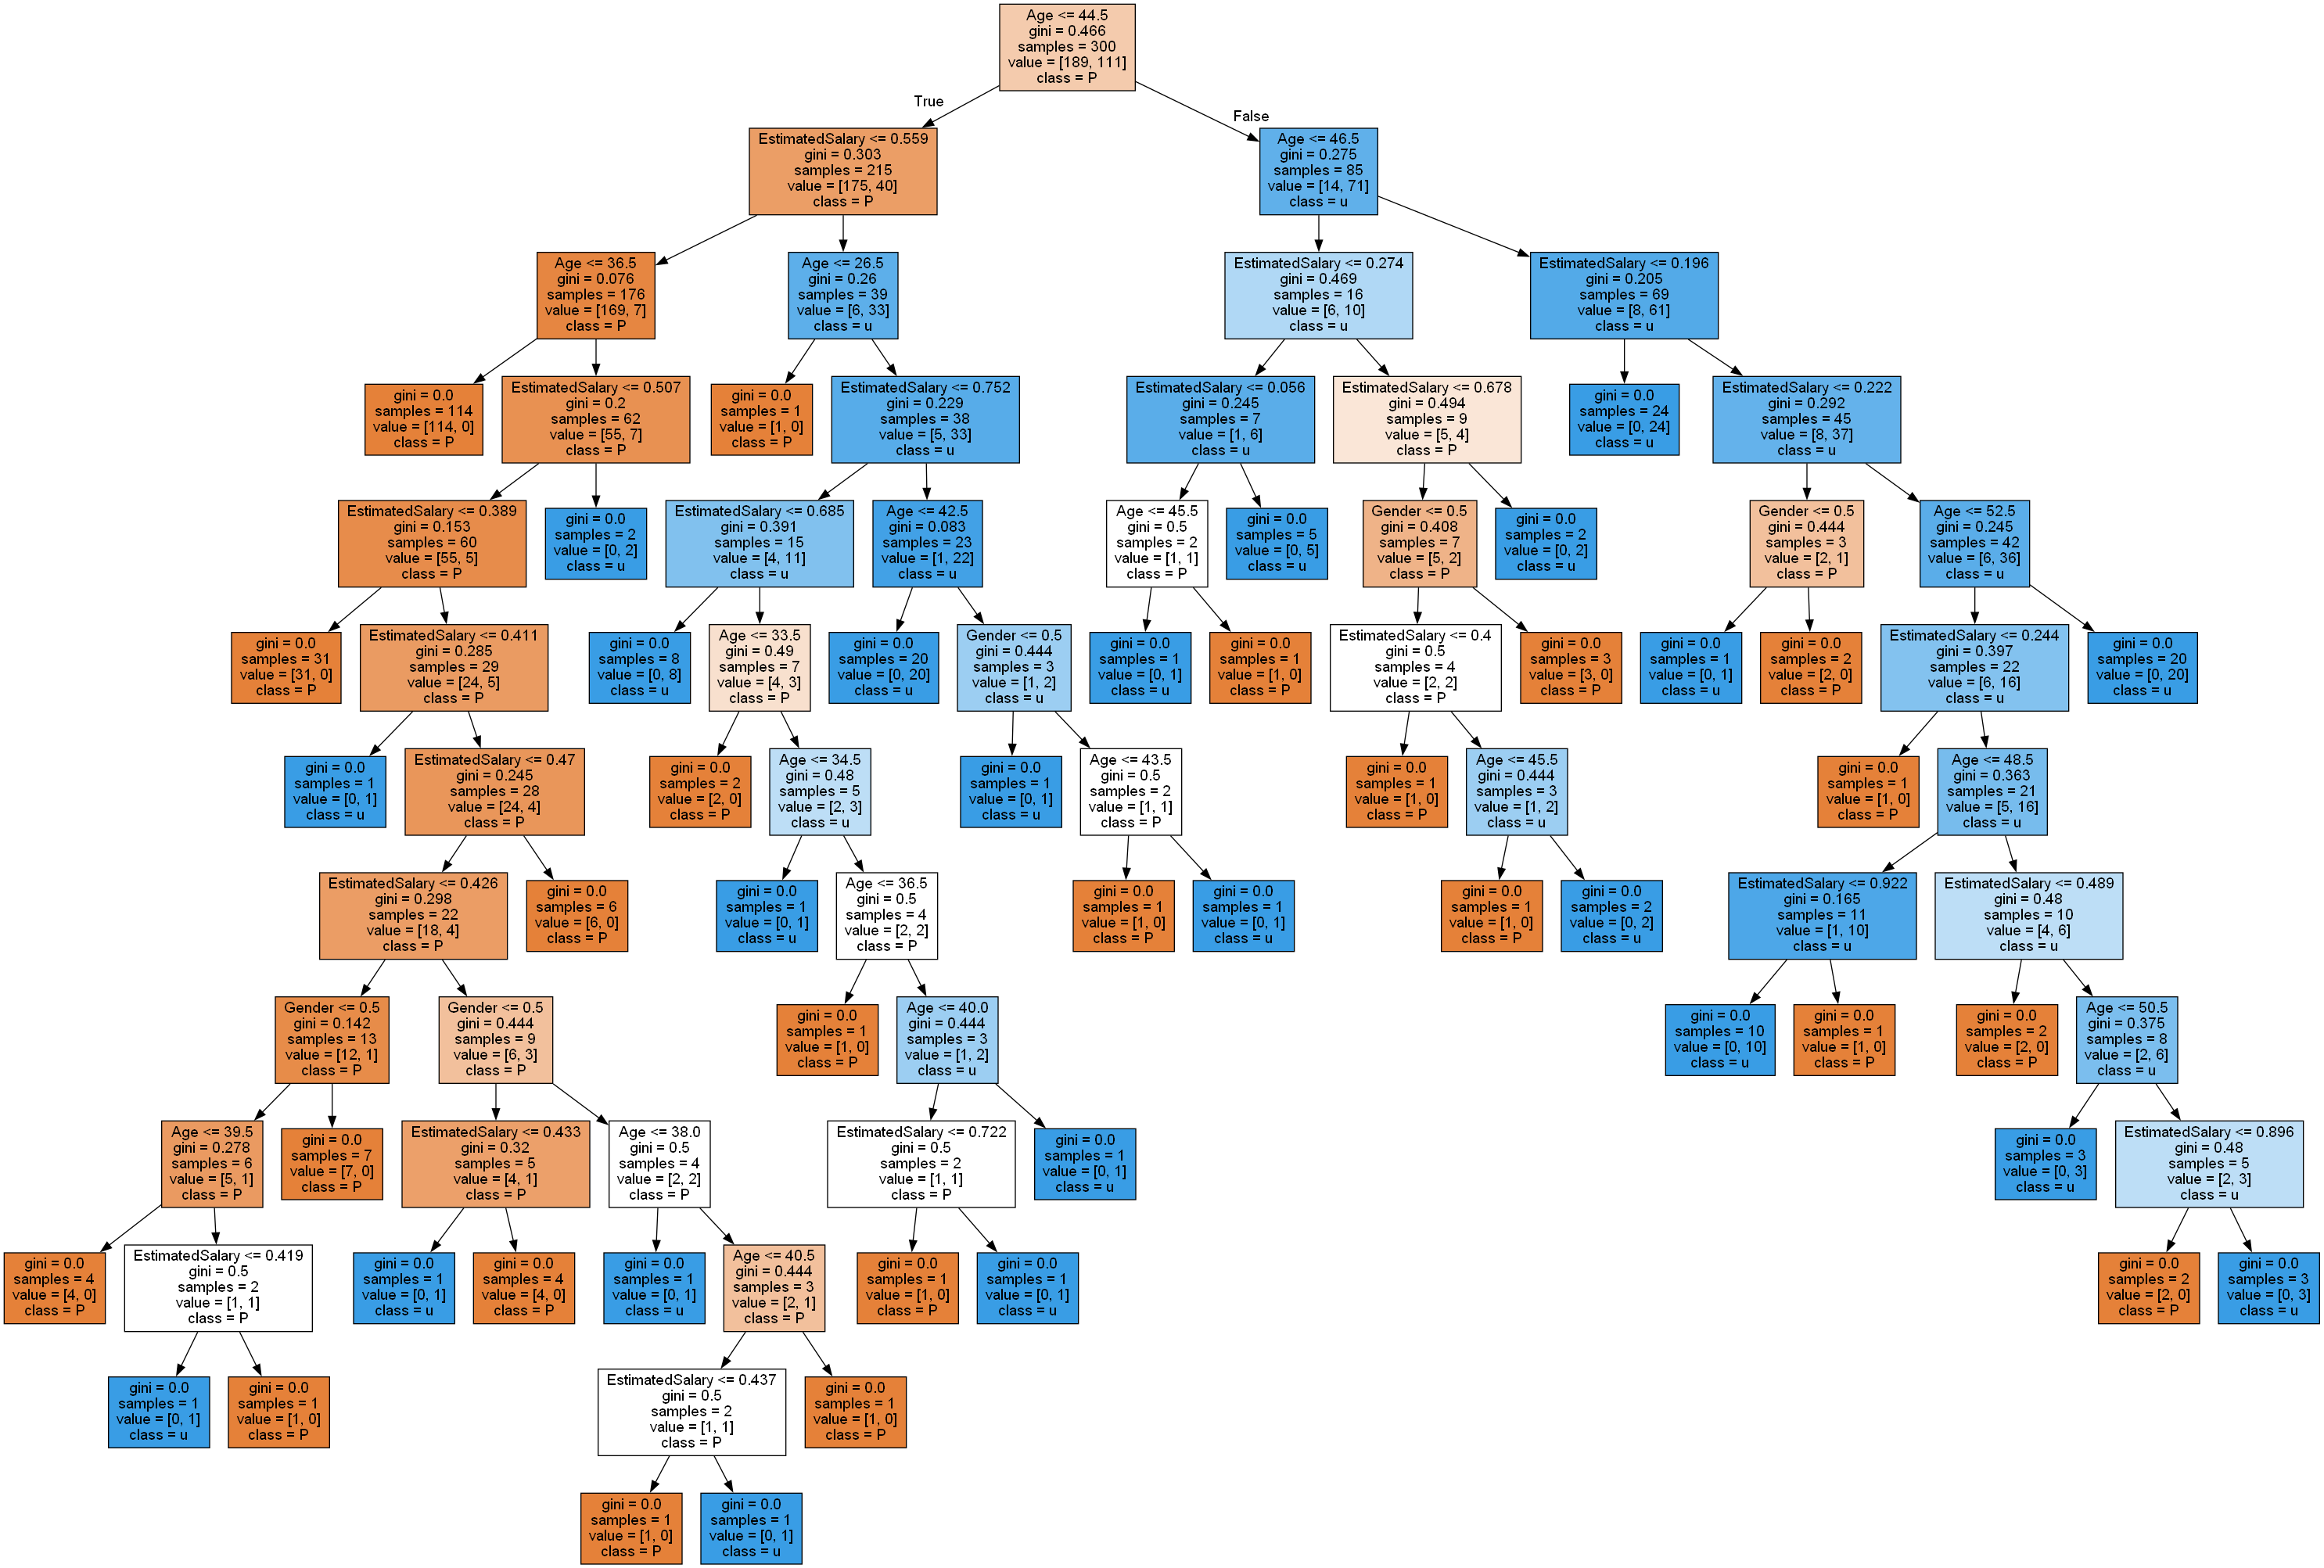 Age <= 44.5
gini = 0.466
samples = 300
value = [189, 111]
class = P
True
False
EstimatedSalary <= 0.559
gini = 0.303
samples = 215
value = [175, 40]
class = P
Age <= 46.5
gini = 0.275
samples = 85
value = [14, 71]
class = u
Age <= 36.5
gini = 0.076
samples = 176
value = [169, 7]
class = P
Age <= 26.5
gini = 0.26
samples = 39
value = [6, 33]
class = u
EstimatedSalary <= 0.274
gini = 0.469
samples = 16
value = [6, 10]
class = u
EstimatedSalary <= 0.196
gini = 0.205
samples = 69
value = [8, 61]
class = u
gini = 0.0
samples = 114
value = [114, 0]
class = P
EstimatedSalary <= 0.507
gini = 0.2
samples = 62
value = [55, 7]
class = P
gini = 0.0
samples = 1
value = [1, 0]
class = P
EstimatedSalary <= 0.752
gini = 0.229
samples = 38
value = [5, 33]
class = u
EstimatedSalary <= 0.056
gini = 0.245
samples = 7
value = [1, 6]
class = u
EstimatedSalary <= 0.678
gini = 0.494
samples = 9
value = [5, 4]
class = P
gini = 0.0
samples = 24
value = [0, 24]
class = u
EstimatedSalary <= 0.222
gini = 0.292
samples = 45
value = [8, 37]
class = u
EstimatedSalary <= 0.389
gini = 0.153
samples = 60
value = [55, 5]
class = P
gini = 0.0
samples = 2
value = [0, 2]
class = u
EstimatedSalary <= 0.685
gini = 0.391
samples = 15
value = [4, 11]
class = u
Age <= 42.5
gini = 0.083
samples = 23
value = [1, 22]
class = u
Age <= 45.5
gini = 0.5
samples = 2
value = [1, 1]
class = P
gini = 0.0
samples = 5
value = [0, 5]
class = u
Gender <= 0.5
gini = 0.408
samples = 7
value = [5, 2]
class = P
gini = 0.0
samples = 2
value = [0, 2]
class = u
Gender <= 0.5
gini = 0.444
samples = 3
value = [2, 1]
class = P
Age <= 52.5
gini = 0.245
samples = 42
value = [6, 36]
class = u
gini = 0.0
samples = 31
value = [31, 0]
class = P
EstimatedSalary <= 0.411
gini = 0.285
samples = 29
value = [24, 5]
class = P
gini = 0.0
samples = 8
value = [0, 8]
class = u
Age <= 33.5
gini = 0.49
samples = 7
value = [4, 3]
class = P
gini = 0.0
samples = 20
value = [0, 20]
class = u
Gender <= 0.5
gini = 0.444
samples = 3
value = [1, 2]
class = u
gini = 0.0
samples = 1
value = [0, 1]
class = u
gini = 0.0
samples = 1
value = [1, 0]
class = P
EstimatedSalary <= 0.4
gini = 0.5
samples = 4
value = [2, 2]
class = P
gini = 0.0
samples = 3
value = [3, 0]
class = P
gini = 0.0
samples = 1
value = [0, 1]
class = u
gini = 0.0
samples = 2
value = [2, 0]
class = P
EstimatedSalary <= 0.244
gini = 0.397
samples = 22
value = [6, 16]
class = u
gini = 0.0
samples = 20
value = [0, 20]
class = u
gini = 0.0
samples = 1
value = [0, 1]
class = u
EstimatedSalary <= 0.47
gini = 0.245
samples = 28
value = [24, 4]
class = P
gini = 0.0
samples = 2
value = [2, 0]
class = P
Age <= 34.5
gini = 0.48
samples = 5
value = [2, 3]
class = u
gini = 0.0
samples = 1
value = [0, 1]
class = u
Age <= 43.5
gini = 0.5
samples = 2
value = [1, 1]
class = P
gini = 0.0
samples = 1
value = [1, 0]
class = P
Age <= 45.5
gini = 0.444
samples = 3
value = [1, 2]
class = u
gini = 0.0
samples = 1
value = [1, 0]
class = P
Age <= 48.5
gini = 0.363
samples = 21
value = [5, 16]
class = u
EstimatedSalary <= 0.426
gini = 0.298
samples = 22
value = [18, 4]
class = P
gini = 0.0
samples = 6
value = [6, 0]
class = P
gini = 0.0
samples = 1
value = [0, 1]
class = u
Age <= 36.5
gini = 0.5
samples = 4
value = [2, 2]
class = P
gini = 0.0
samples = 1
value = [1, 0]
class = P
gini = 0.0
samples = 1
value = [0, 1]
class = u
gini = 0.0
samples = 1
value = [1, 0]
class = P
gini = 0.0
samples = 2
value = [0, 2]
class = u
EstimatedSalary <= 0.922
gini = 0.165
samples = 11
value = [1, 10]
class = u
EstimatedSalary <= 0.489
gini = 0.48
samples = 10
value = [4, 6]
class = u
Gender <= 0.5
gini = 0.142
samples = 13
value = [12, 1]
class = P
Gender <= 0.5
gini = 0.444
samples = 9
value = [6, 3]
class = P
gini = 0.0
samples = 1
value = [1, 0]
class = P
Age <= 40.0
gini = 0.444
samples = 3
value = [1, 2]
class = u
gini = 0.0
samples = 10
value = [0, 10]
class = u
gini = 0.0
samples = 1
value = [1, 0]
class = P
gini = 0.0
samples = 2
value = [2, 0]
class = P
Age <= 50.5
gini = 0.375
samples = 8
value = [2, 6]
class = u
Age <= 39.5
gini = 0.278
samples = 6
value = [5, 1]
class = P
gini = 0.0
samples = 7
value = [7, 0]
class = P
EstimatedSalary <= 0.433
gini = 0.32
samples = 5
value = [4, 1]
class = P
Age <= 38.0
gini = 0.5
samples = 4
value = [2, 2]
class = P
EstimatedSalary <= 0.722
gini = 0.5
samples = 2
value = [1, 1]
class = P
gini = 0.0
samples = 1
value = [0, 1]
class = u
gini = 0.0
samples = 3
value = [0, 3]
class = u
EstimatedSalary <= 0.896
gini = 0.48
samples = 5
value = [2, 3]
class = u
gini = 0.0
samples = 4
value = [4, 0]
class = P
EstimatedSalary <= 0.419
gini = 0.5
samples = 2
value = [1, 1]
class = P
gini = 0.0
samples = 1
value = [0, 1]
class = u
gini = 0.0
samples = 4
value = [4, 0]
class = P
gini = 0.0
samples = 1
value = [0, 1]
class = u
Age <= 40.5
gini = 0.444
samples = 3
value = [2, 1]
class = P
gini = 0.0
samples = 1
value = [1, 0]
class = P
gini = 0.0
samples = 1
value = [0, 1]
class = u
gini = 0.0
samples = 2
value = [2, 0]
class = P
gini = 0.0
samples = 3
value = [0, 3]
class = u
gini = 0.0
samples = 1
value = [0, 1]
class = u
gini = 0.0
samples = 1
value = [1, 0]
class = P
EstimatedSalary <= 0.437
gini = 0.5
samples = 2
value = [1, 1]
class = P
gini = 0.0
samples = 1
value = [1, 0]
class = P
gini = 0.0
samples = 1
value = [1, 0]
class = P
gini = 0.0
samples = 1
value = [0, 1]
class = u